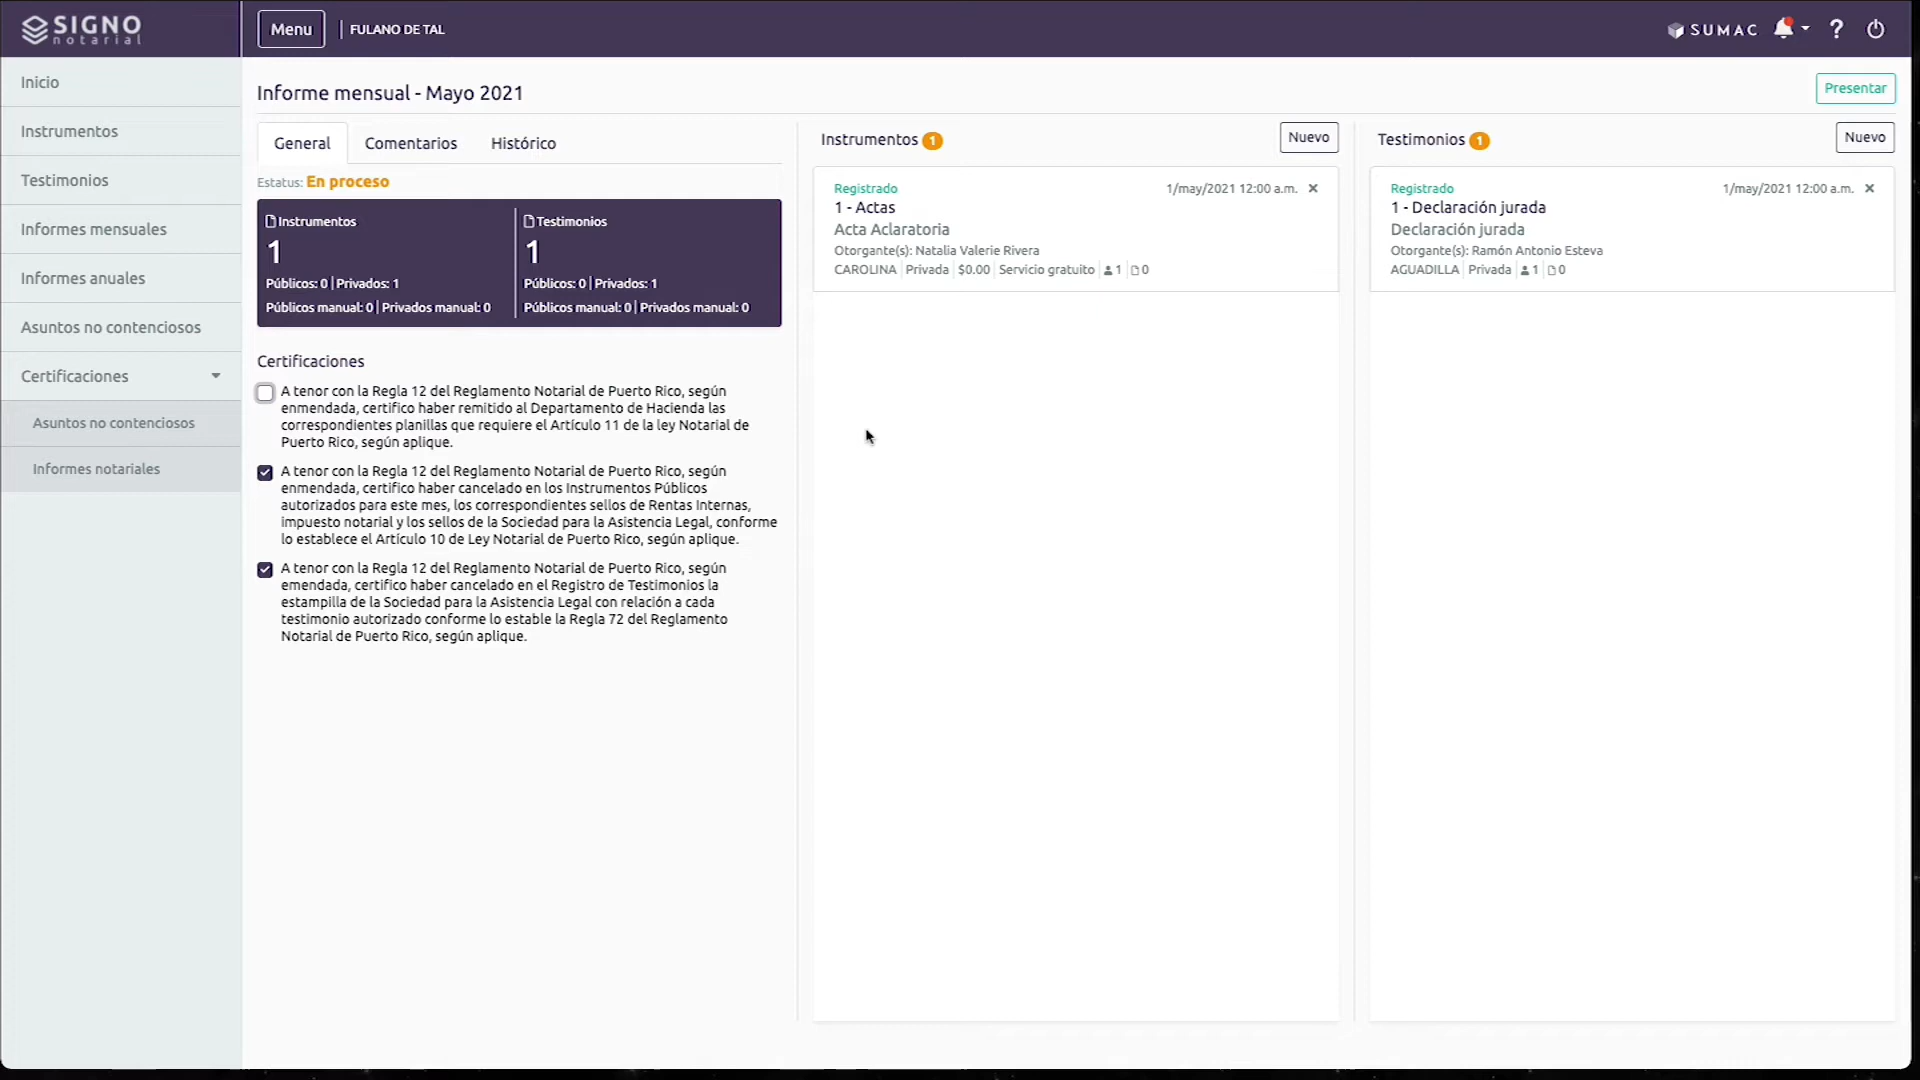 SIGNO
notarial
Menu
FULANO DE TAL
SUMAC
?
Inicio
Instrumentos
Testimonios
Informes mensuales
Informes anuales
Asuntos no contenciosos
Certificaciones
Asuntos no contenciosos
Informes notariales
Informe mensual - Mayo 2021
Presentar
General
Comentarios
Histórico
Estatus: En proceso
Instrumentos
1
Públicos: 0 | Privados: 1
Públicos manual: 0 | Privados manual: 0
Testimonios
1
Públicos: 0 | Privados: 1
Públicos manual: 0 | Privados manual: 0
Certificaciones
A tenor con la Regla 12 del Reglamento Notarial de Puerto Rico, según
enmendada, certifico haber remitido al Departamento de Hacienda las
correspondientes planillas que requiere el Artículo 11 de la ley Notarial de
Puerto Rico, según aplique.
A tenor con la Regla 12 del Reglamento Notarial de Puerto Rico, según
enmendada, certifico haber cancelado en los Instrumentos Públicos
autorizados para este mes, los correspondientes sellos de Rentas Internas,
impuesto notarial y los sellos de la Sociedad para la Asistencia Legal, conforme
lo establece el Artículo 10 de Ley Notarial de Puerto Rico, según aplique.
A tenor con la Regla 12 del Reglamento Notarial de Puerto Rico, según
emendada, certifico haber cancelado en el Registro de Testimonios la
estampilla de la Sociedad para la Asistencia Legal con relación a cada
testimonio autorizado conforme lo estable la Regla 72 del Reglamento
Notarial de Puerto Rico, según aplique.
Instrumentos 1
Nuevo
Registrado 1/may/2021 12:00 a.m. ×
1 - Actas
Acta Aclaratoria
Otorgante(s): Natalia Valerie Rivera
CAROLINA | Privada | $0.00 | Servicio gratuito | 1 | 0
Testimonios 1
Nuevo
Registrado 1/may/2021 12:00 a.m. ×
1 - Declaración jurada
Declaración jurada
Otorgante(s): Ramón Antonio Esteva
AGUADILLA | Privada | 1 | 0